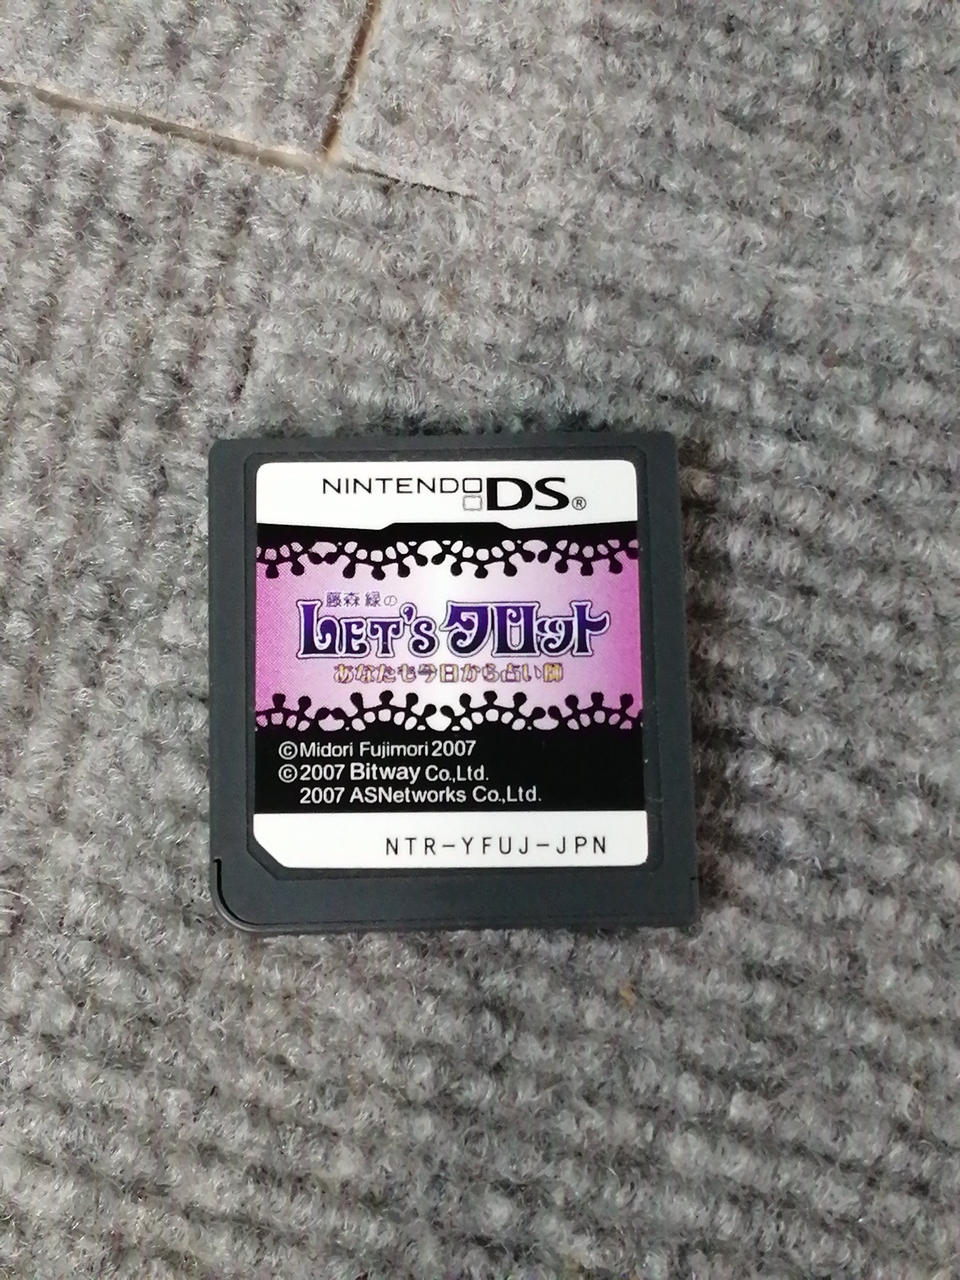 NINTENDO DS®
藤森 緑の
LET'S タロット
あなたも今日から占い師
©Midori Fujimori 2007
©2007 Bitway Co.,Ltd.
2007 ASNetworks Co.,Ltd.
NTR-YFUJ-JPN